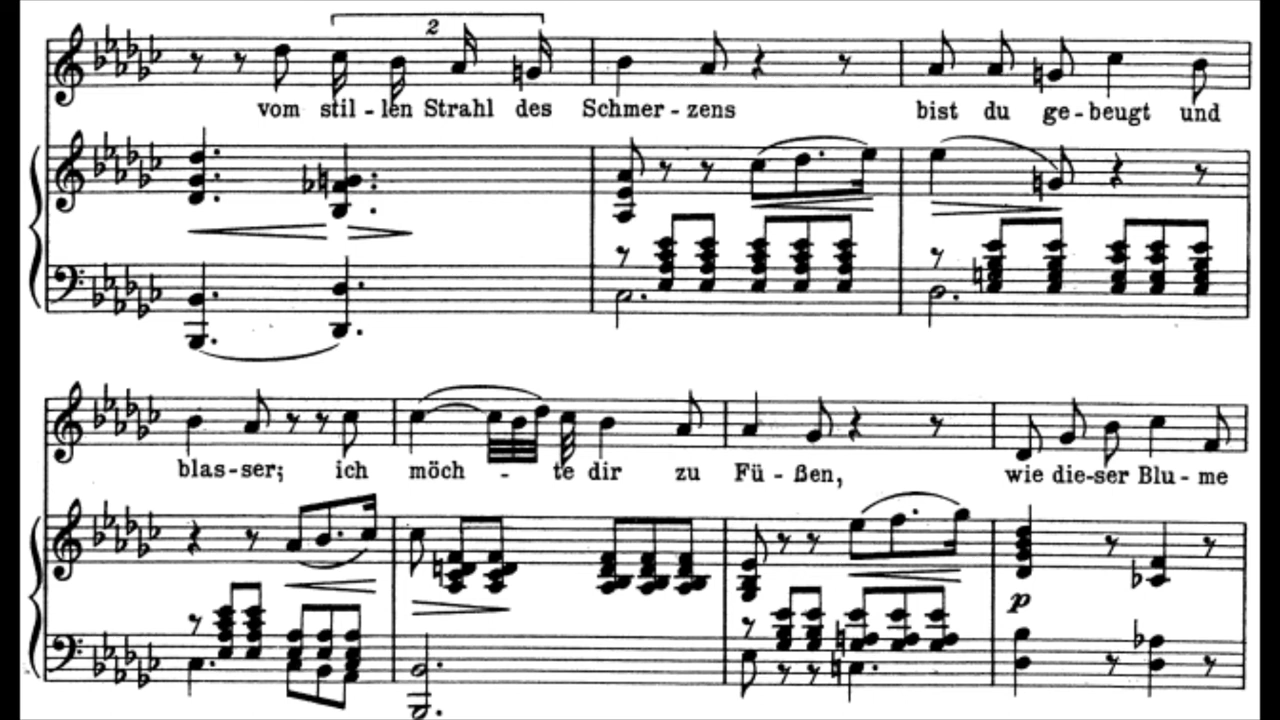 2
vom stil - len Strahl des Schmer - zens bist du ge - beugt und
blas - ser; ich möch - te dir zu Fü - ßen, wie die - ser Blu - me
p